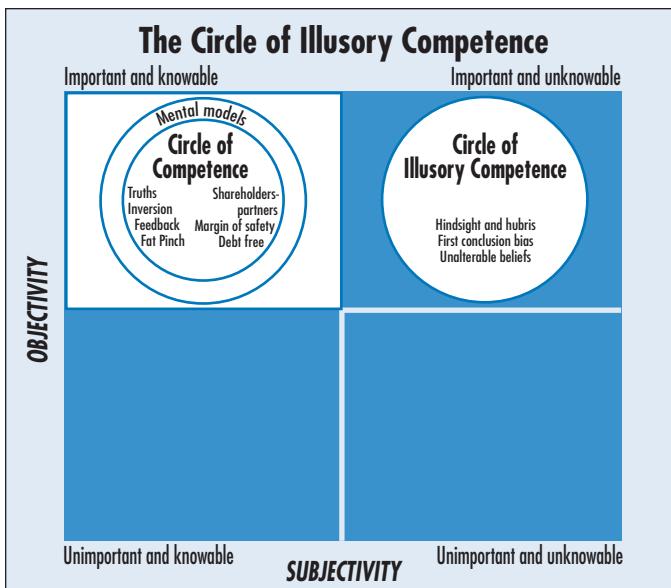 The Circle of Illusory Competence
Important and knowable
Important and unknowable
Mental models
Circle of
Competence
Truths
Inversion
Feedback
Fat Pinch
Shareholders-
partners
Margin of safety
Debt free
Circle of
Illusory Competence
Hindsight and hubris
First conclusion bias
Unalterable beliefs
OBJECTIVITY
Unimportant and knowable
Unimportant and unknowable
SUBJECTIVITY